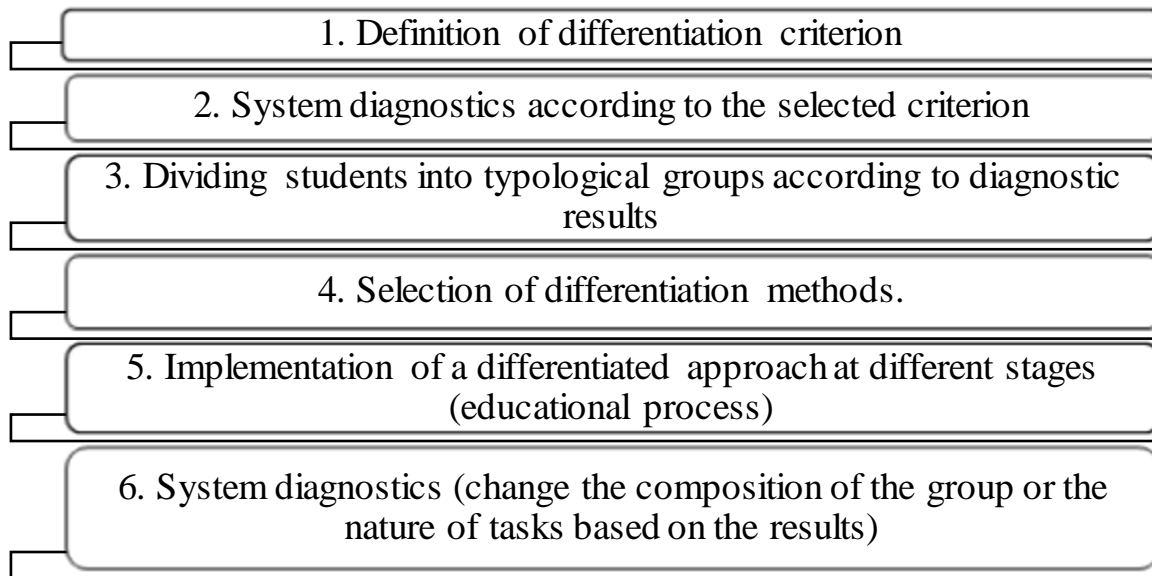 1. Definition of differentiation criterion
2. System diagnostics according to the selected criterion
3. Dividing students into typological groups according to diagnostic
results
4. Selection of differentiation methods.
5. Implementation of a differentiated approach at different stages
(educational process)
6. System diagnostics (change the composition of the group or the
nature of tasks based on the results)